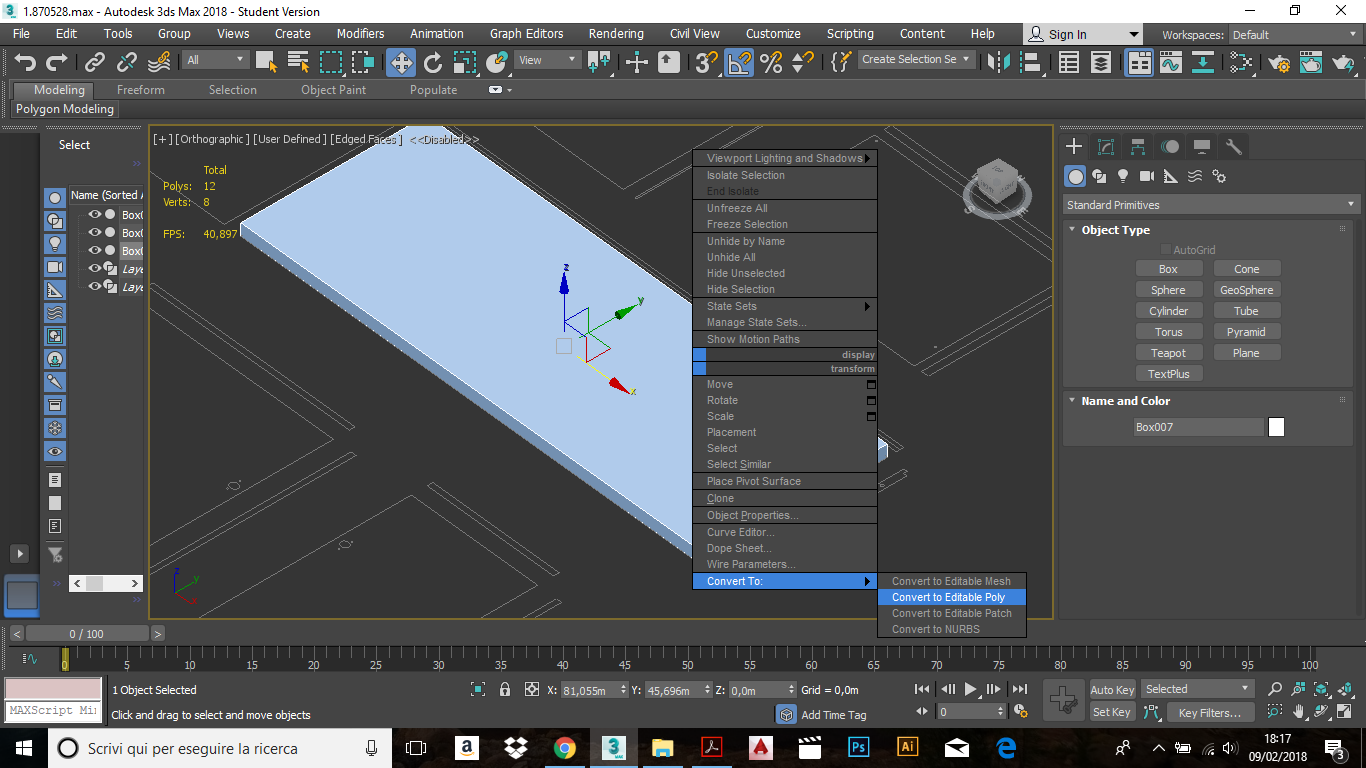 1.870528.max - Autodesk 3ds Max 2018 - Student Version
File Edit Tools Group Views Create Modifiers Animation Graph Editors Rendering Civil View Customize Scripting Content Help Sign In Workspaces: Default
All View Create Selection Se
Modeling Freeform Selection Object Paint Populate
Polygon Modeling
Select
Name (Sorted A
Box0
Box0
Box0
Laye
Laye
[+] [Orthographic] [User Defined] [Edged Faces] <<Disabled>>
Total
Polys: 12
Verts: 8
FPS: 40,897
z
y
x
z
y
Viewport Lighting and Shadows
Isolate Selection
End Isolate
Unfreeze All
Freeze Selection
Unhide by Name
Unhide All
Hide Unselected
Hide Selection
State Sets
Manage State Sets...
Show Motion Paths
display
transform
Move
Rotate
Scale
Placement
Select
Select Similar
Place Pivot Surface
Clone
Object Properties...
Curve Editor...
Dope Sheet...
Wire Parameters...
Convert To:
Convert to Editable Mesh
Convert to Editable Poly
Convert to Editable Patch
Convert to NURBS
Standard Primitives
Object Type
AutoGrid
Box Cone
Sphere GeoSphere
Cylinder Tube
Torus Pyramid
Teapot Plane
TextPlus
Name and Color
Box007
< 0 / 100 >
0 5 10 15 20 25 30 35 40 45 50 55 60 65 70 75 80 85 90 95 100
1 Object Selected X: 81,055m Y: 45,696m Z: 0,0m Grid = 0,0m Auto Key Selected
MAXScript Mi
Click and drag to select and move objects Add Time Tag 0 Set Key Key Filters...
Scrivi qui per eseguire la ricerca
18:17
09/02/2018
3